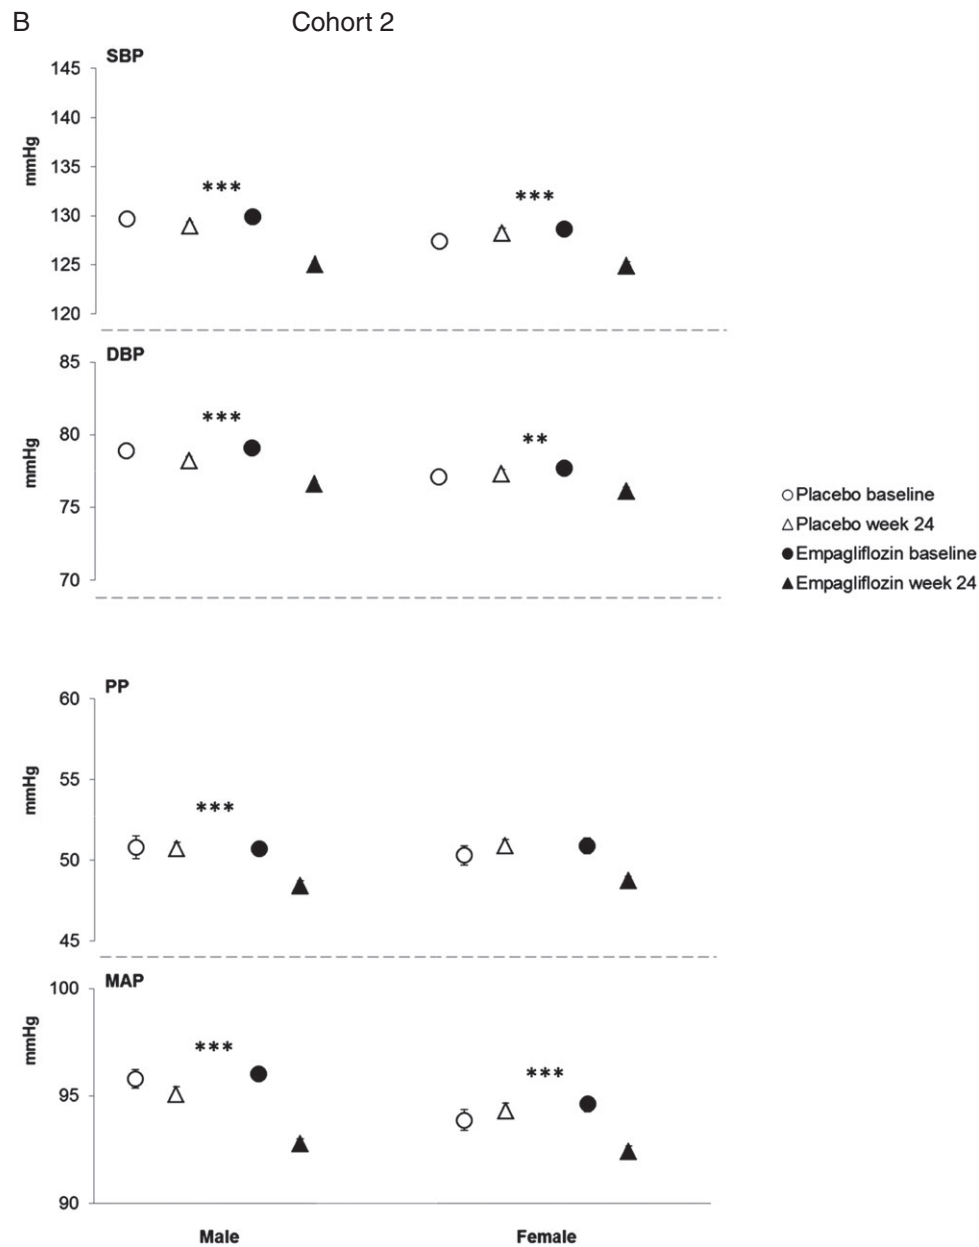 B Cohort 2
SBP
145
140
135
130
125
120
mmHg
***
***
DBP
85
80
75
70
mmHg
***
**
Placebo baseline
Placebo week 24
Empagliflozin baseline
Empagliflozin week 24
PP
60
55
50
45
mmHg
***
MAP
100
95
90
mmHg
***
***
Male Female